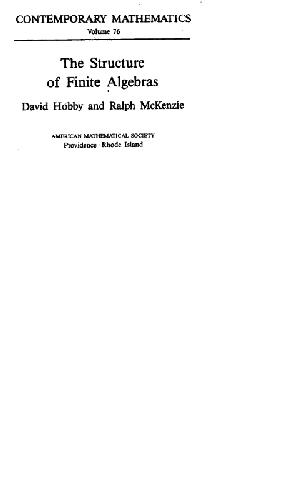 CONTEMPORARY MATHEMATICS
Volume 76
The Structure
of Finite Algebras
David Hobby and Ralph McKenzie
AMERICAN MATHEMATICAL SOCIETY
Providence Rhode Island